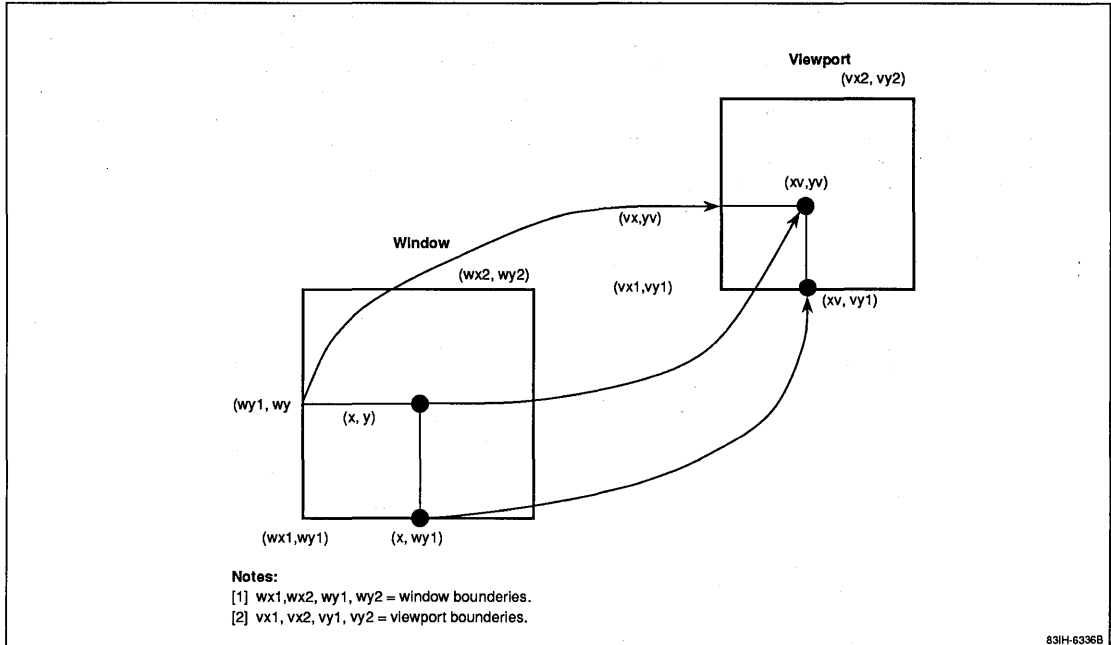 Viewport
(vx2, vy2)
(xv,yv)
(vx,yv)
Window
(wx2, wy2)
(vx1,vy1)
(xv, vy1)
(wy1, wy
(x, y)
(wx1,wy1)
(x, wy1)
Notes:
[1] wx1,wx2, wy1, wy2 = window bounderies.
[2] vx1, vx2, vy1, vy2 = viewport bounderies.
83IH-6336B